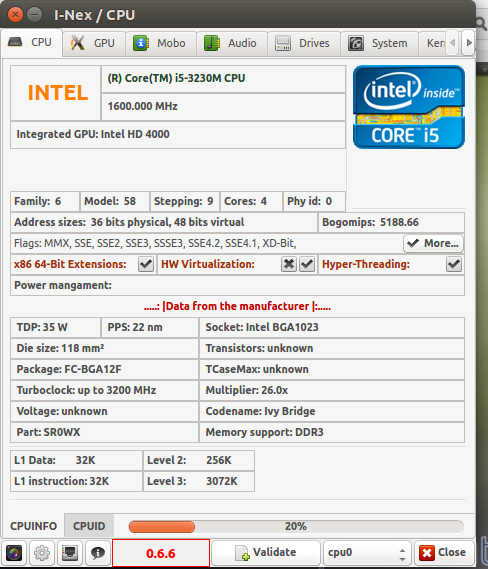 I-Nex / CPU
CPU GPU Mobo Audio Drives System Kern
INTEL
(R) Core(TM) i5-3230M CPU
1600.000 MHz
Integrated GPU: Intel HD 4000
intel inside™
CORE™ i5
Family: 6 Model: 58 Stepping: 9 Cores: 4 Phy id: 0
Address sizes: 36 bits physical, 48 bits virtual Bogomips: 5188.66
Flags: MMX, SSE, SSE2, SSE3, SSSE3, SSE4.2, SSE4.1, XD-Bit, More...
x86 64-Bit Extensions: HW Virtualization: Hyper-Threading:
Power mangament:
.....: |Data from the manufacturer |:.....
TDP: 35 W PPS: 22 nm Socket: Intel BGA1023
Die size: 118 mm² Transistors: unknown
Package: FC-BGA12F TCaseMax: unknown
Turboclock: up to 3200 MHz Multiplier: 26.0x
Voltage: unknown Codename: Ivy Bridge
Part: SR0WX Memory support: DDR3
L1 Data: 32K Level 2: 256K
L1 instruction: 32K Level 3: 3072K
CPUINFO CPUID 20%
0.6.6 Validate cpu0 Close